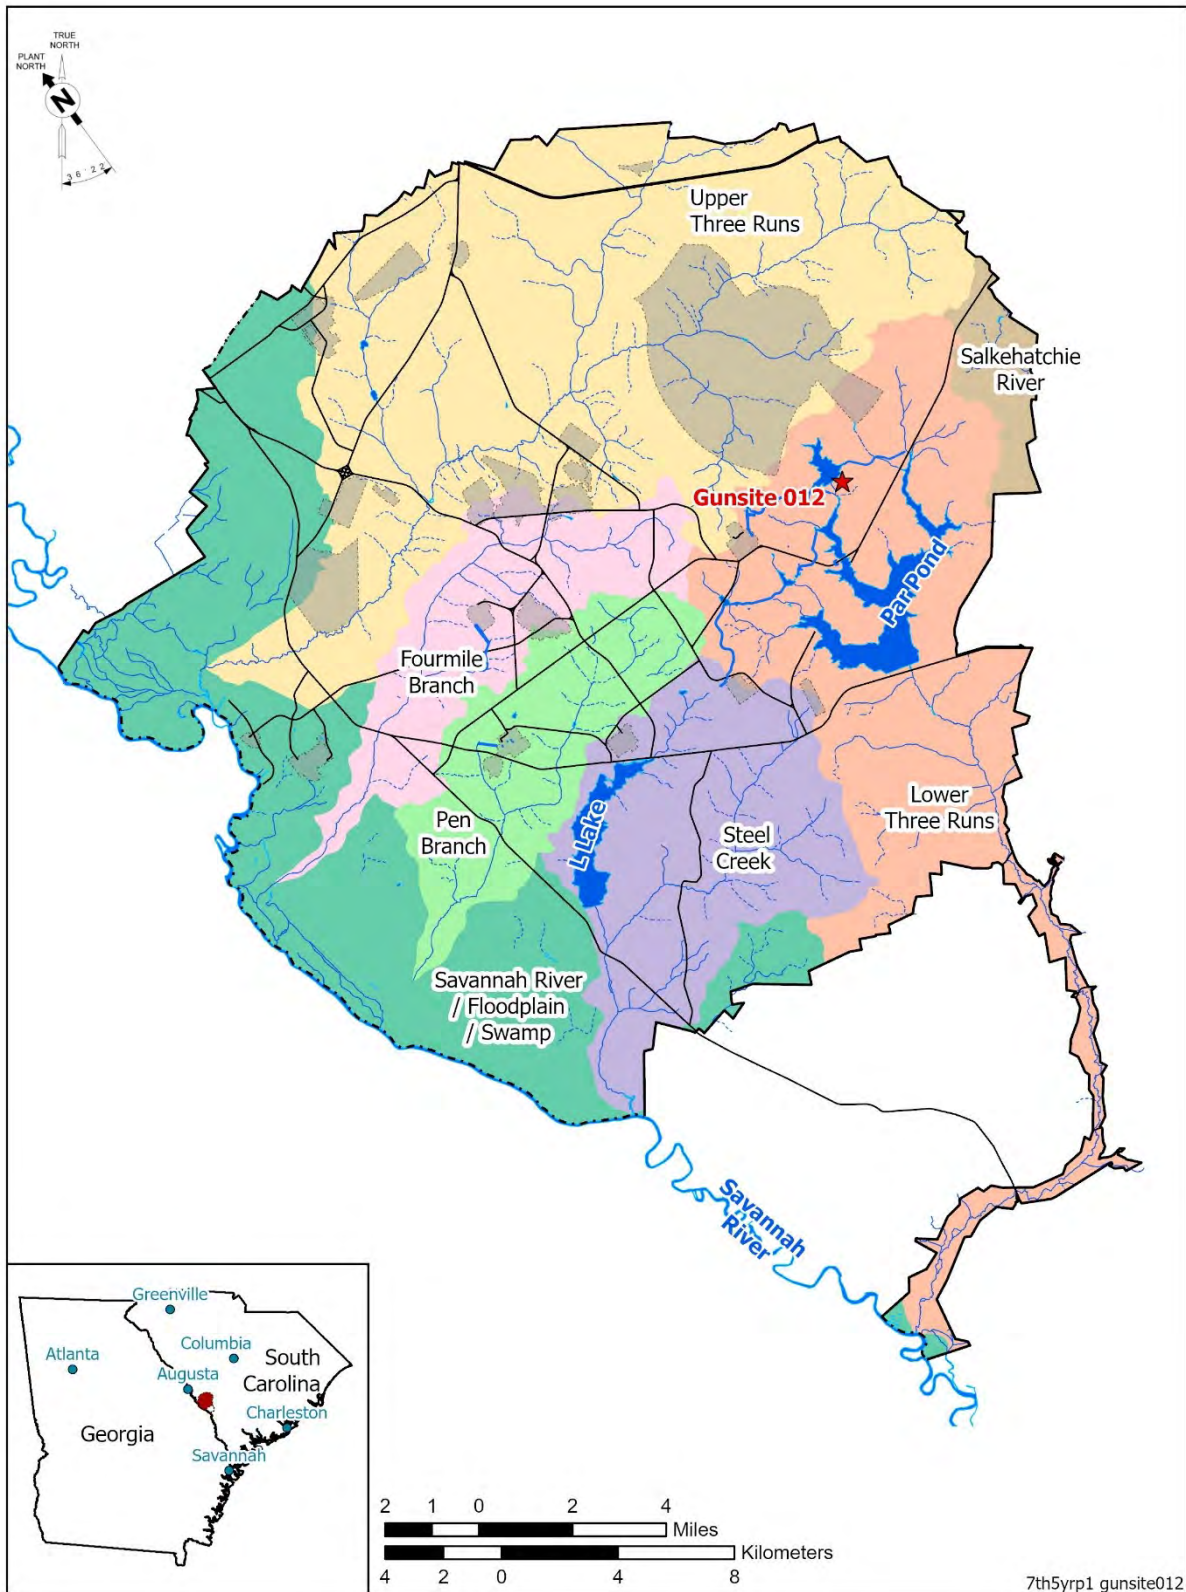 TRUE
NORTH
PLANT
NORTH
N
36°22'
Upper
Three Runs
Salkehatchie
River
Gunsite 012
Par Pond
Fourmile
Branch
Lower
Three Runs
L Lake
Pen
Branch
Steel
Creek
Savannah River
/ Floodplain
/ Swamp
Savannah
River
Greenville
Columbia
Atlanta
South
Carolina
Augusta
Charleston
Georgia
Savannah
2 1 0 2 4
Miles
Kilometers
4 2 0 4 8
7th5yrp1 gunsite012